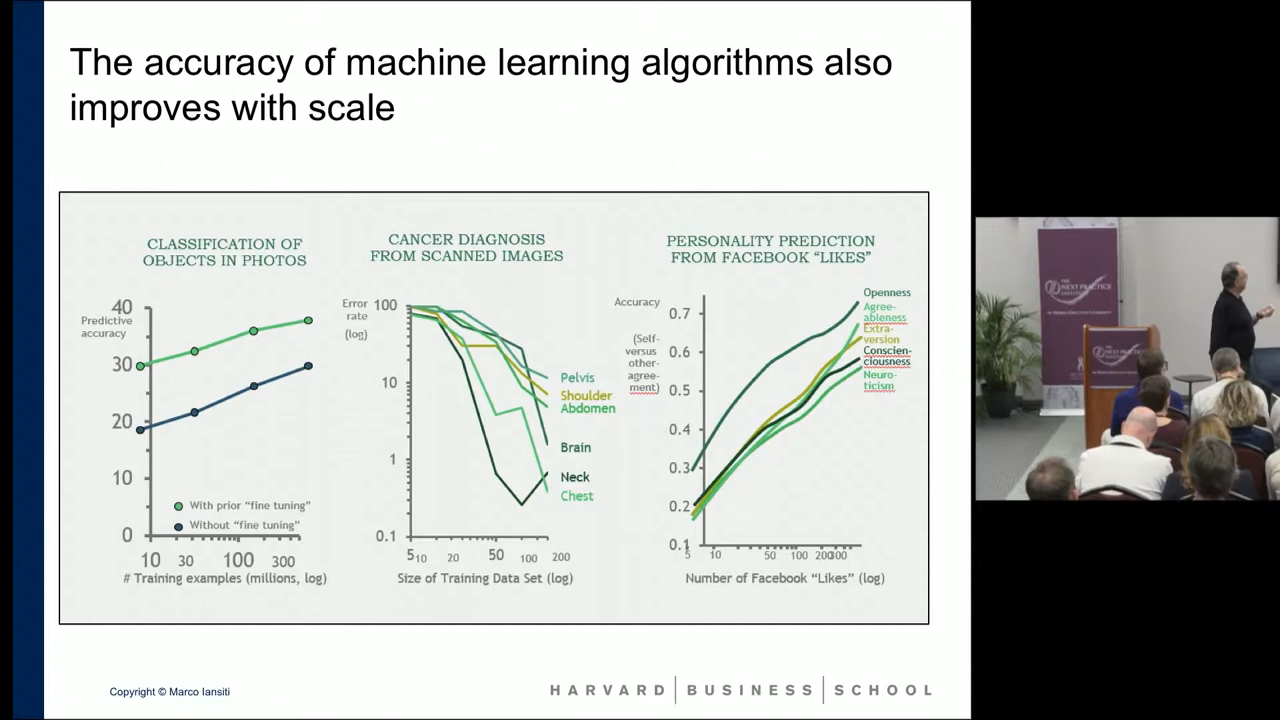 The accuracy of machine learning algorithms also
improves with scale
CLASSIFICATION OF
OBJECTS IN PHOTOS
Predictive
accuracy
40
30
20
10
0
With prior "fine tuning"
Without "fine tuning"
10 30 100 300
# Training examples (millions, log)
CANCER DIAGNOSIS
FROM SCANNED IMAGES
Error
rate
(log)
100
10
1
0.1
Pelvis
Shoulder
Abdomen
Brain
Neck
Chest
5 10 20 50 100 200
Size of Training Data Set (log)
PERSONALITY PREDICTION
FROM FACEBOOK “LIKES”
Accuracy
(Self-
versus
other-
agree-
ment)
0.7
0.6
0.5
0.4
0.3
0.2
0.1
Openness
Agree-
ableness
Extra-
version
Conscien-
ciousness
Neuro-
ticism
5 10 50 100 200 300
Number of Facebook “Likes” (log)
Copyright © Marco Iansiti
HARVARD BUSINESS SCHOOL
THE
NEXT PRACTICE
INSTITUTE
NEXT PRACTICE